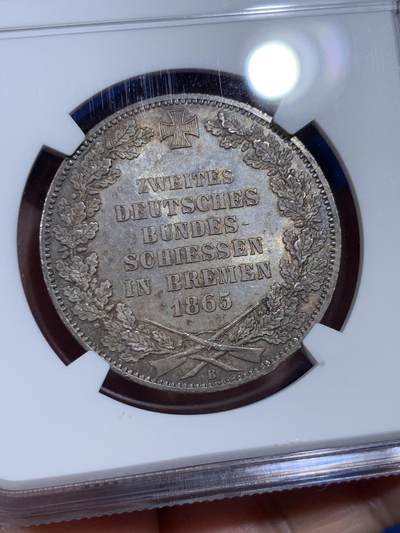 ZWEITES
DEUTSCHES
BUNDES-
SCHIESSEN
IN BREMEN
1865
B